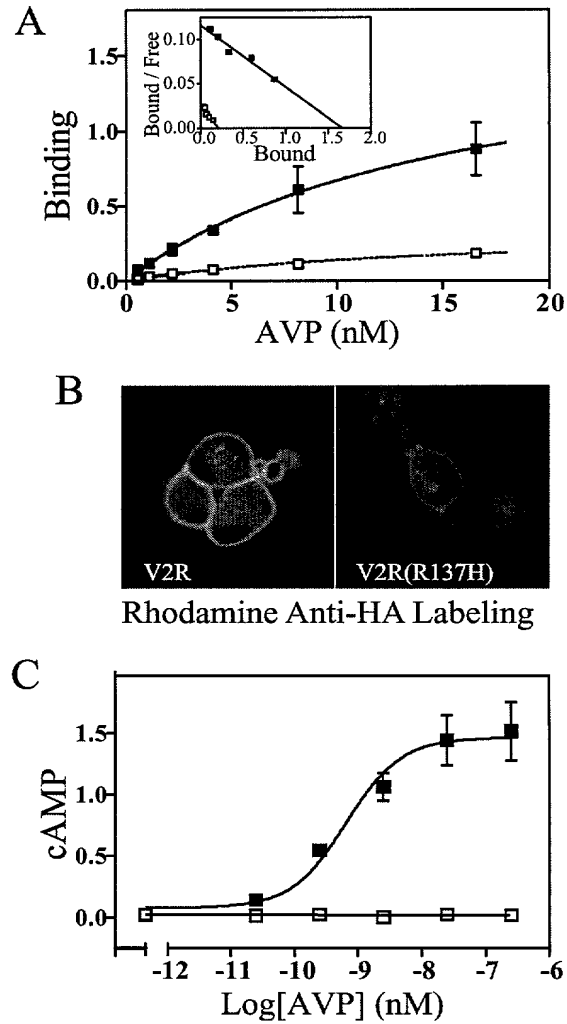 A
1.5
1.0
0.5
0.0
Binding
0.10
0.05
0.00
Bound / Free
0.0 0.5 1.0 1.5 2.0
Bound
0 5 10 15 20
AVP (nM)
B
V2R
V2R(R137H)
Rhodamine Anti-HA Labeling
C
1.5
1.0
0.5
0.0
cAMP
-12 -11 -10 -9 -8 -7 -6
Log[AVP] (nM)